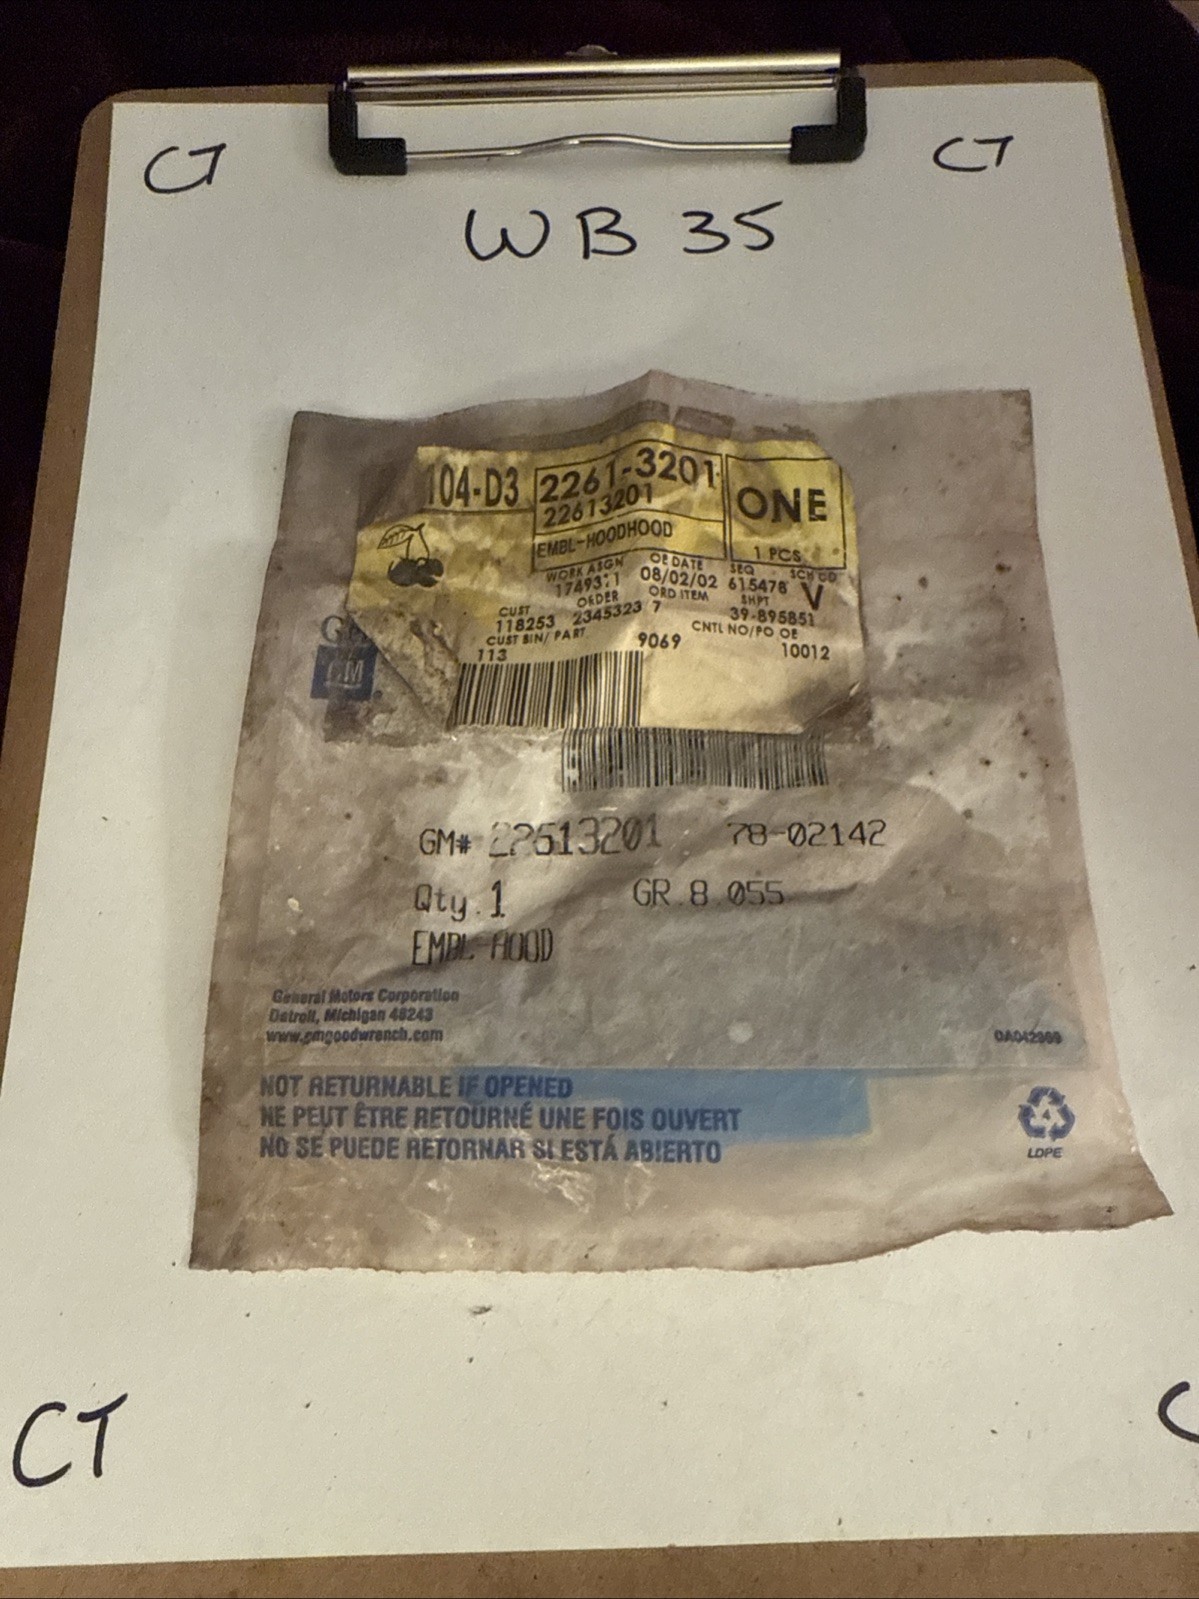 CT
CT
WB 35
104-D3
2261-3201
22613201
ONE
EMBL-HOODHOOD
1 PCS
WORK ASGN
OE DATE
SEQ
SCH CD
08/02/02
615478
V
CUST
ORDER
ORD ITEM
SHPT
118253
2345323
7
39-895851
CUST BIN/ PART
CNTL NO/PO OE
113
9069
10012
GM
GM# 22613201 78-02142
Qty. 1 GR.8.055
EMBL-HOOD
General Motors Corporation
Detroit, Michigan 48243
www.gmgoodwrench.com
NOT RETURNABLE IF OPENED
NE PEUT ÊTRE RETOURNÉ UNE FOIS OUVERT
NO SE PUEDE RETORNAR SI ESTÁ ABIERTO
4
LDPE
CT